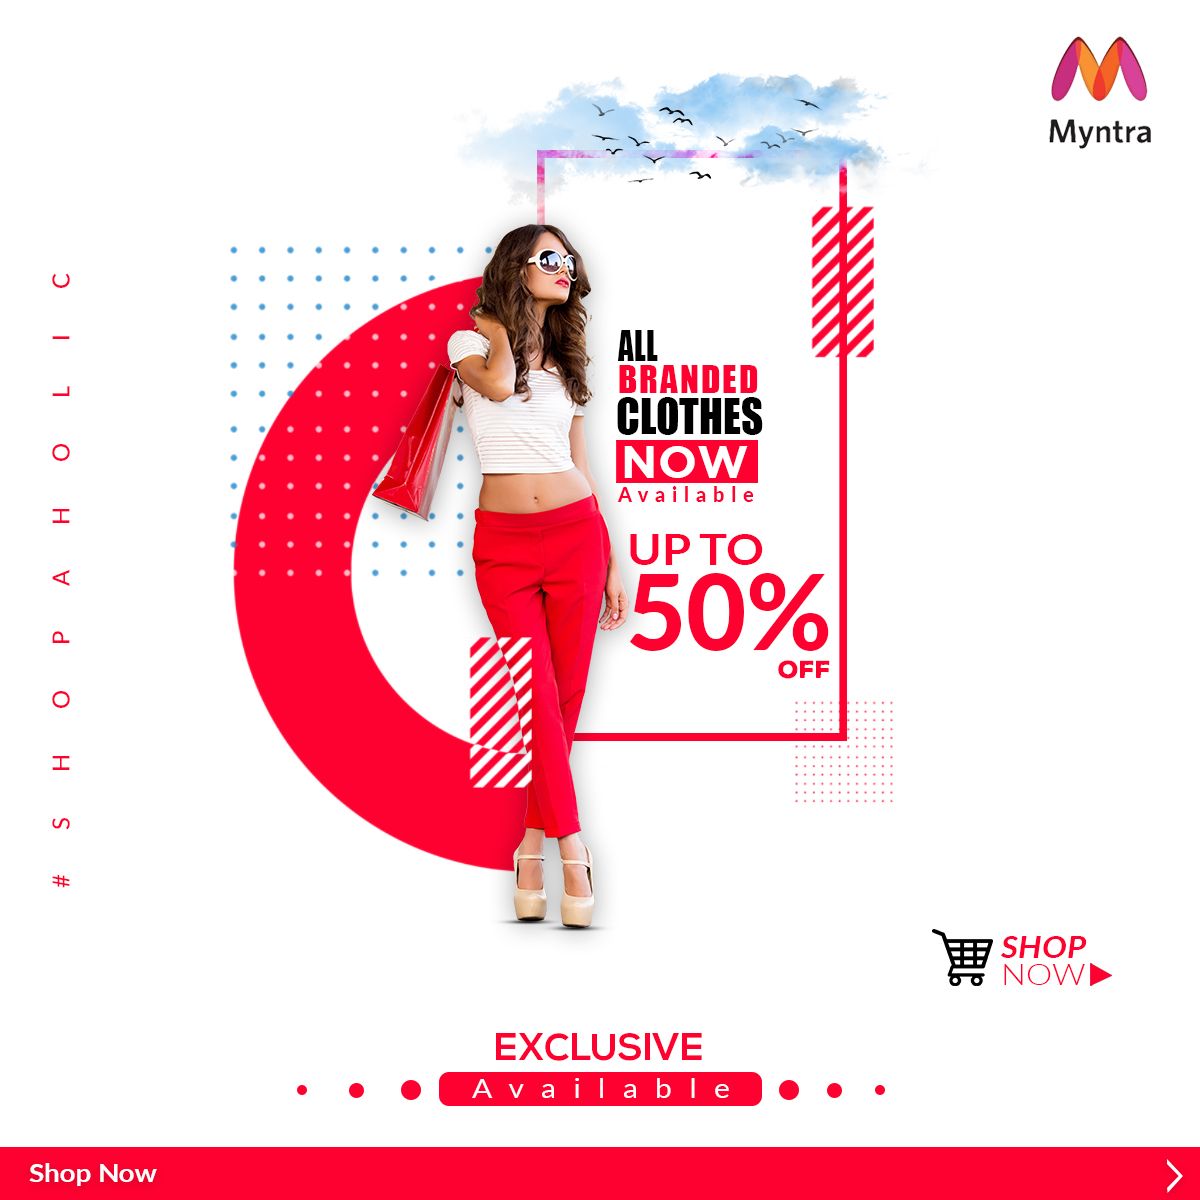 Myntra
#SHOPAHOLIC
ALL
BRANDED
CLOTHES
NOW
Available
UP TO
50%
OFF
SHOP
NOW
EXCLUSIVE
Available
Shop Now